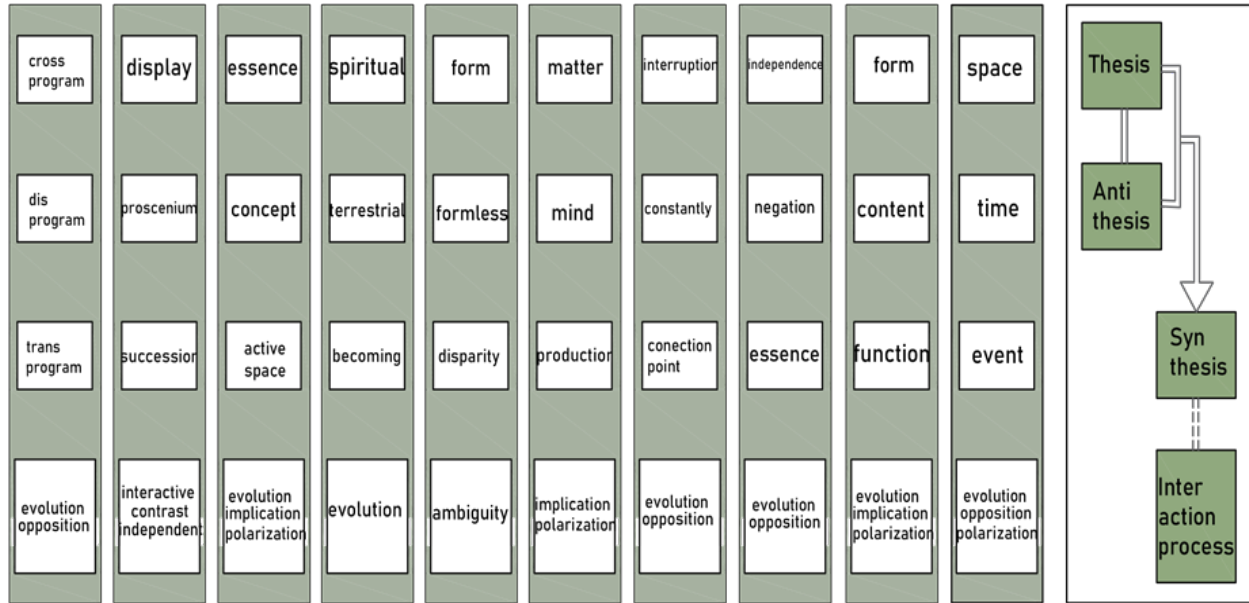 cross
program
display
essence
spiritual
form
matter
interruption
independence
form
space
dis
program
proscenium
concept
terrestrial
formless
mind
constantly
negation
content
time
trans
program
succession
active
space
becoming
disparity
production
conection
point
essence
function
event
evolution
opposition
interactive
contrast
independent
evolution
implication
polarization
evolution
ambiguity
implication
polarization
evolution
opposition
evolution
opposition
evolution
implication
polarization
evolution
opposition
polarization
Thesis
Anti
thesis
Syn
thesis
Inter
action
process